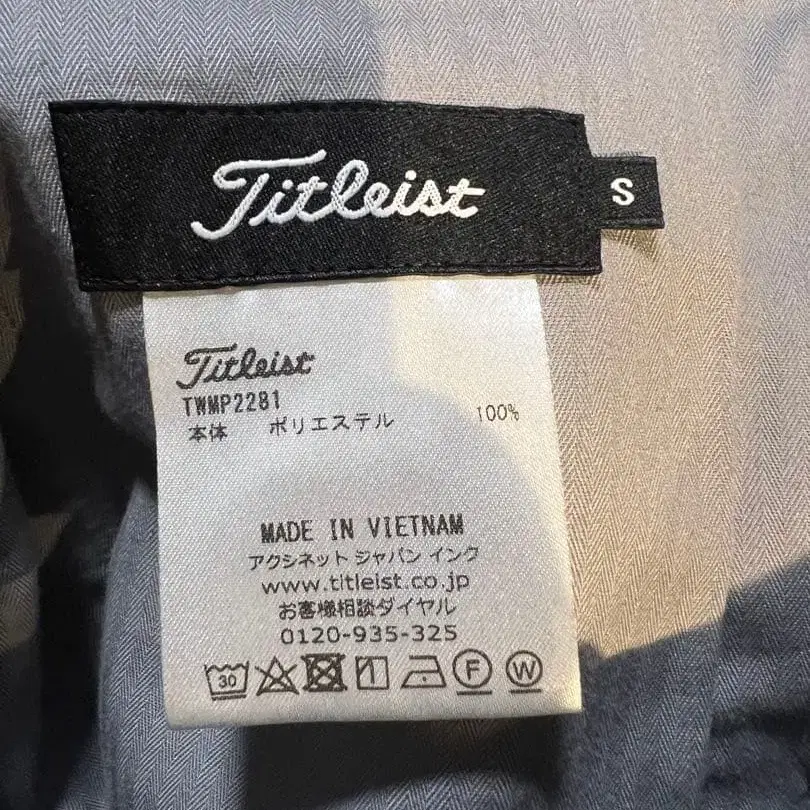 Titleist
S
Titleist
TWMP2281
本体 ポリエステル 100%
MADE IN VIETNAM
アクシネット ジャパン インク
www.titleist.co.jp
お客様相談ダイヤル
0120-935-325
30 F W